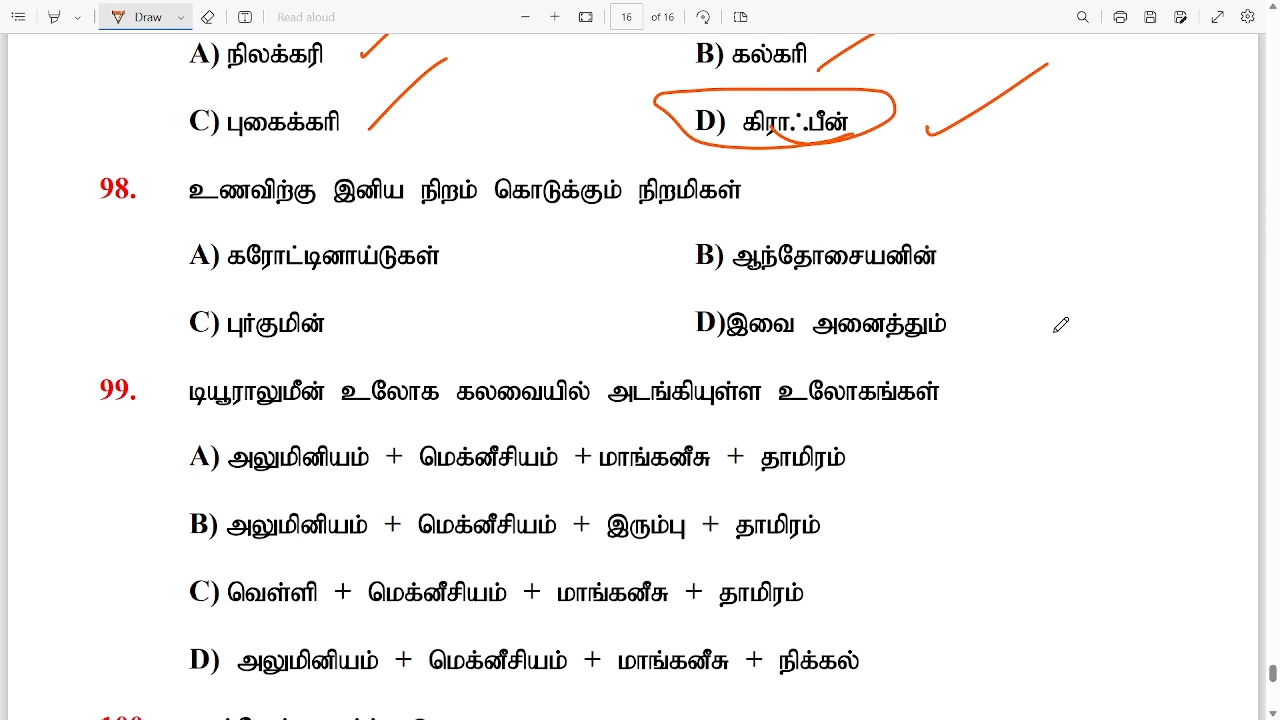 Draw Read aloud 16 of 16
A) நிலக்கரி B) கல்கரி
C) புகைக்கரி D) கிராஃபீன்
98. உணவிற்கு இனிய நிறம் கொடுக்கும் நிறமிகள்
A) கரோட்டினாய்டுகள் B) ஆந்தோசையனின்
C) புர்குமின் D)இவை அனைத்தும்
99. டியூராலுமீன் உலோக கலவையில் அடங்கியுள்ள உலோகங்கள்
A) அலுமினியம் + மெக்னீசியம் + மாங்கனீசு + தாமிரம்
B) அலுமினியம் + மெக்னீசியம் + இரும்பு + தாமிரம்
C) வெள்ளி + மெக்னீசியம் + மாங்கனீசு + தாமிரம்
D) அலுமினியம் + மெக்னீசியம் + மாங்கனீசு + நிக்கல்
100.